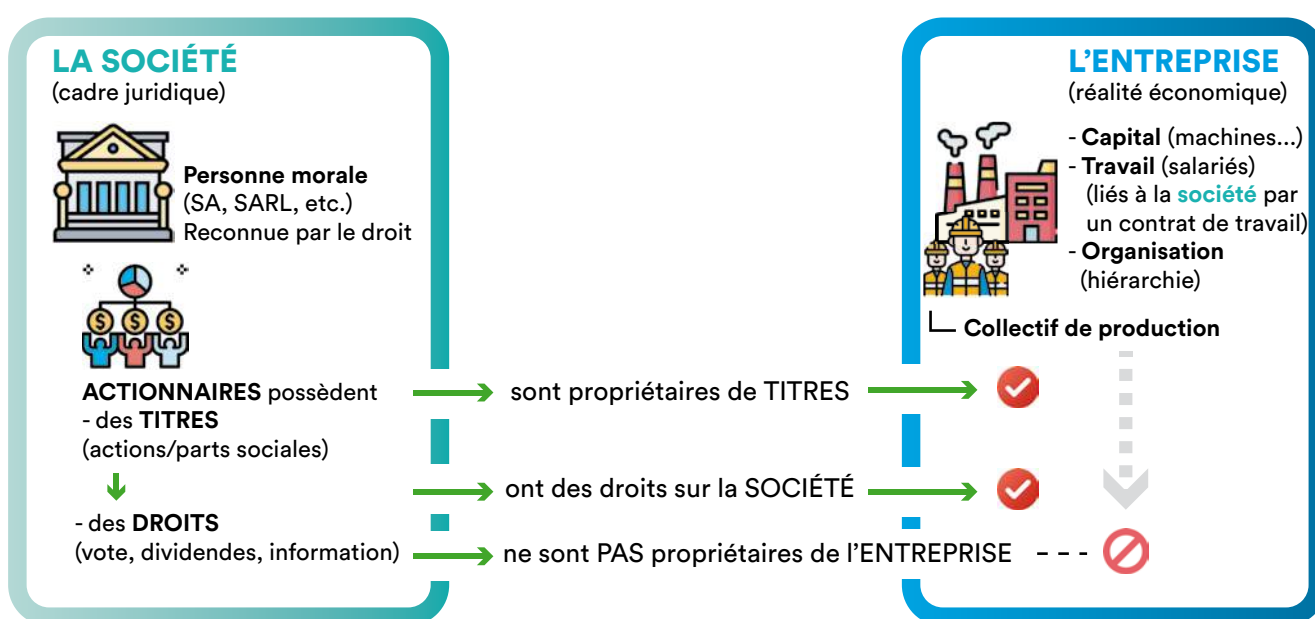 LA SOCIÉTÉ
(cadre juridique)
Personne morale
(SA, SARL, etc.)
Reconnue par le droit
ACTIONNAIRES possèdent
- des TITRES
(actions/parts sociales)
- des DROITS
(vote, dividendes, information)
sont propriétaires de TITRES
ont des droits sur la SOCIÉTÉ
ne sont PAS propriétaires de l’ENTREPRISE
L’ENTREPRISE
(réalité économique)
- Capital (machines...)
- Travail (salariés)
(liés à la société par
un contrat de travail)
- Organisation
(hiérarchie)
Collectif de production